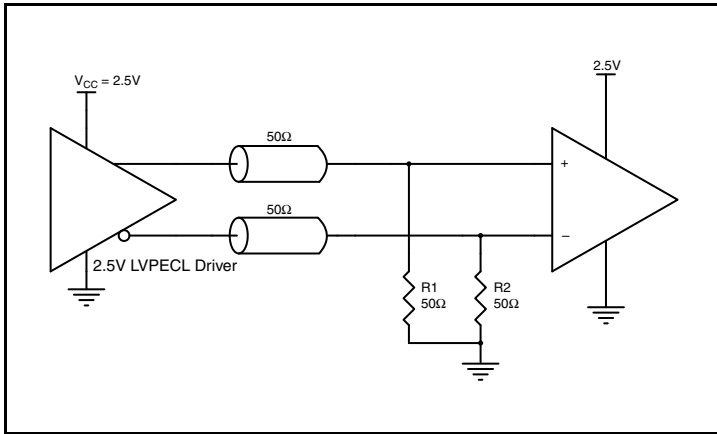 V_CC = 2.5V
2.5V
50Ω
+
50Ω
–
2.5V LVPECL Driver
R1
50Ω
R2
50Ω